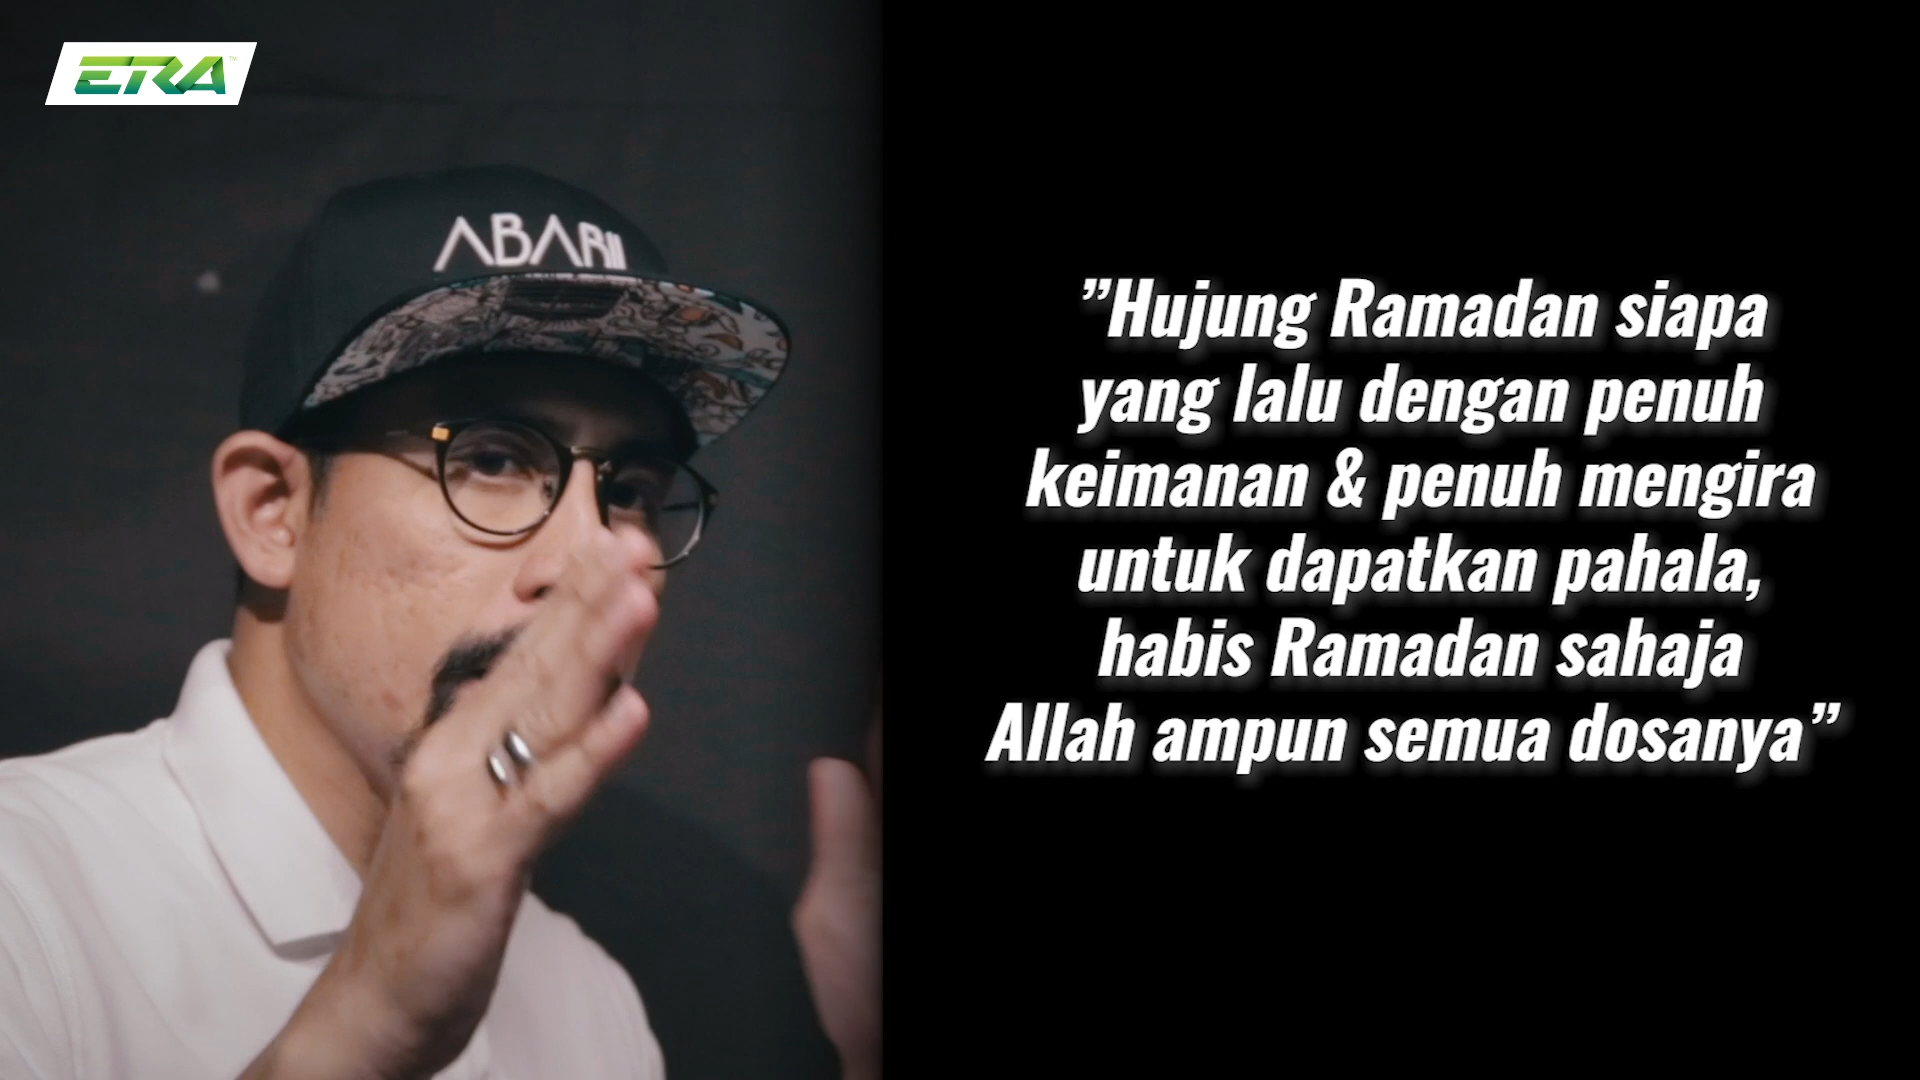 ERA™
ABARII
”Hujung Ramadan siapa
yang lalu dengan penuh
keimanan & penuh mengira
untuk dapatkan pahala,
habis Ramadan sahaja
Allah ampun semua dosanya”